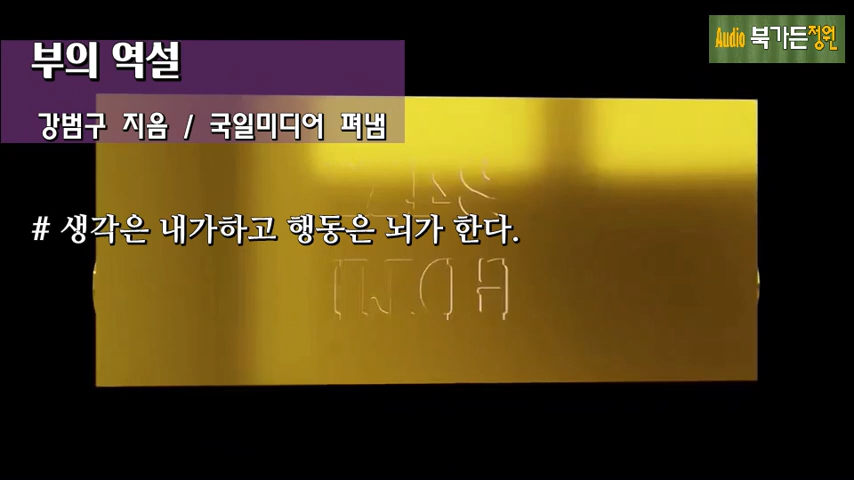 Audio 북가든정원
부의 역설
강범구 지음 / 국일미디어 펴냄
# 생각은 내가하고 행동은 뇌가 한다.